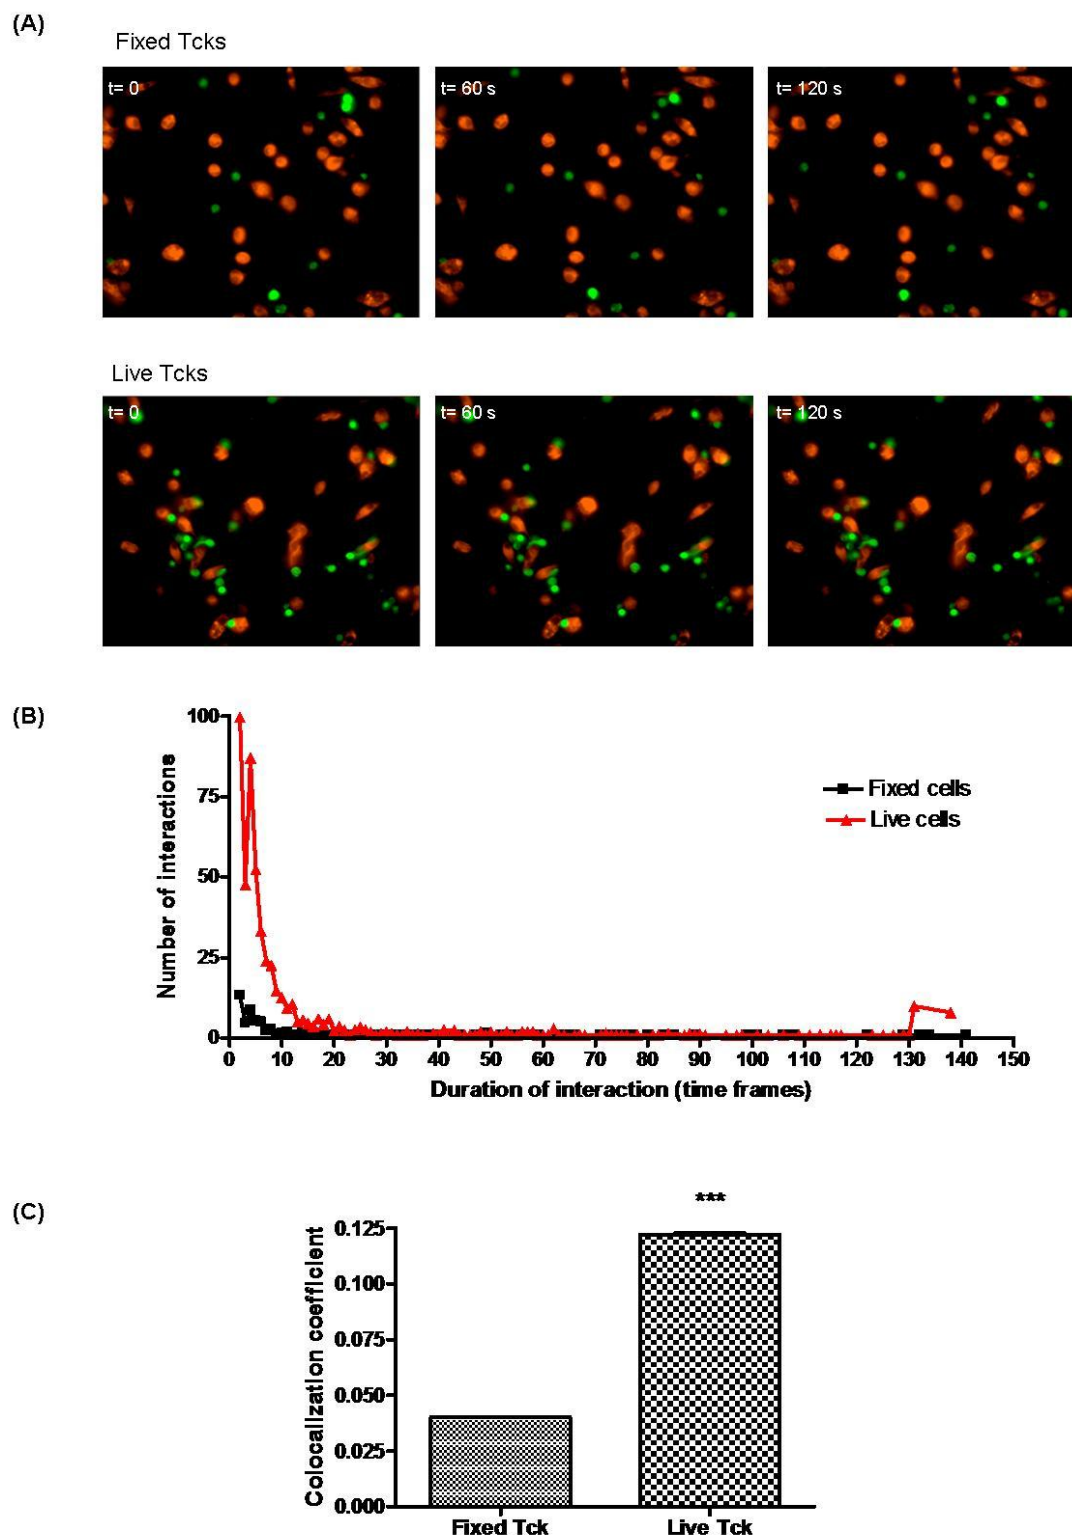 (A)
Fixed Tcks
t= 0
t= 60 s
t= 120 s
Live Tcks
t= 0
t= 60 s
t= 120 s
(B)
100
75
50
25
0
Number of interactions
Fixed cells
Live cells
0 10 20 30 40 50 60 70 80 90 100 110 120 130 140 150
Duration of interaction (time frames)
(C)
***
0.125
0.100
0.075
0.050
0.025
0.000
Colocalization coefficient
Fixed Tck
Live Tck